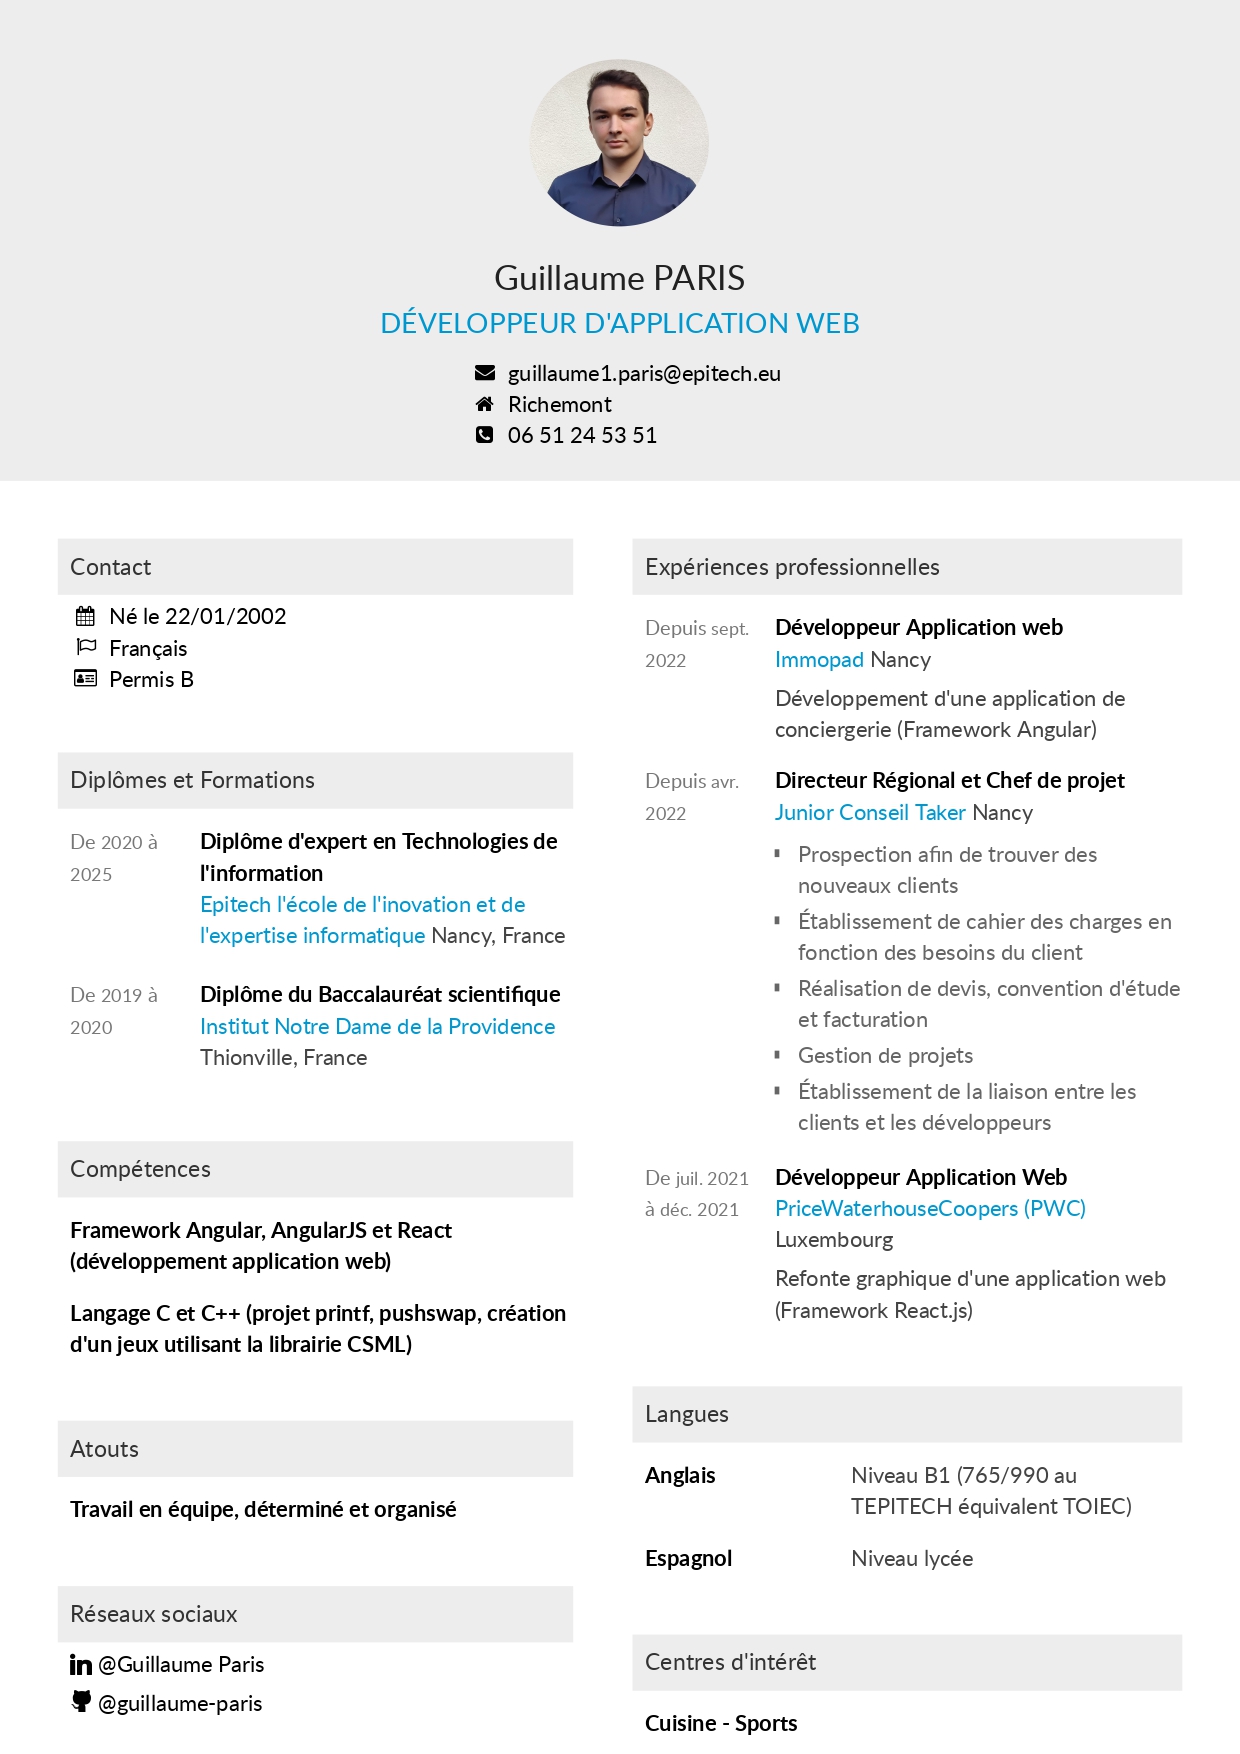 Guillaume PARIS
DÉVELOPPEUR D'APPLICATION WEB
guillaume1.paris@epitech.eu
Richemont
06 51 24 53 51
Contact
Né le 22/01/2002
Français
Permis B
Diplômes et Formations
De 2020 à
2025
Diplôme d'expert en Technologies de
l'information
Epitech l'école de l'inovation et de
l'expertise informatique Nancy, France
De 2019 à
2020
Diplôme du Baccalauréat scientifique
Institut Notre Dame de la Providence
Thionville, France
Compétences
Framework Angular, AngularJS et React
(développement application web)
Langage C et C++ (projet printf, pushswap, création
d'un jeux utilisant la librairie CSML)
Atouts
Travail en équipe, déterminé et organisé
Réseaux sociaux
@Guillaume Paris
@guillaume-paris
Expériences professionnelles
Depuis sept.
2022
Développeur Application web
Immopad Nancy
Développement d'une application de
conciergerie (Framework Angular)
Depuis avr.
2022
Directeur Régional et Chef de projet
Junior Conseil Taker Nancy
Prospection afin de trouver des
nouveaux clients
Établissement de cahier des charges en
fonction des besoins du client
Réalisation de devis, convention d'étude
et facturation
Gestion de projets
Établissement de la liaison entre les
clients et les développeurs
De juil. 2021
à déc. 2021
Développeur Application Web
PriceWaterhouseCoopers (PWC)
Luxembourg
Refonte graphique d'une application web
(Framework React.js)
Langues
Anglais
Niveau B1 (765/990 au
TEPITECH équivalent TOIEC)
Espagnol
Niveau lycée
Centres d'intérêt
Cuisine - Sports